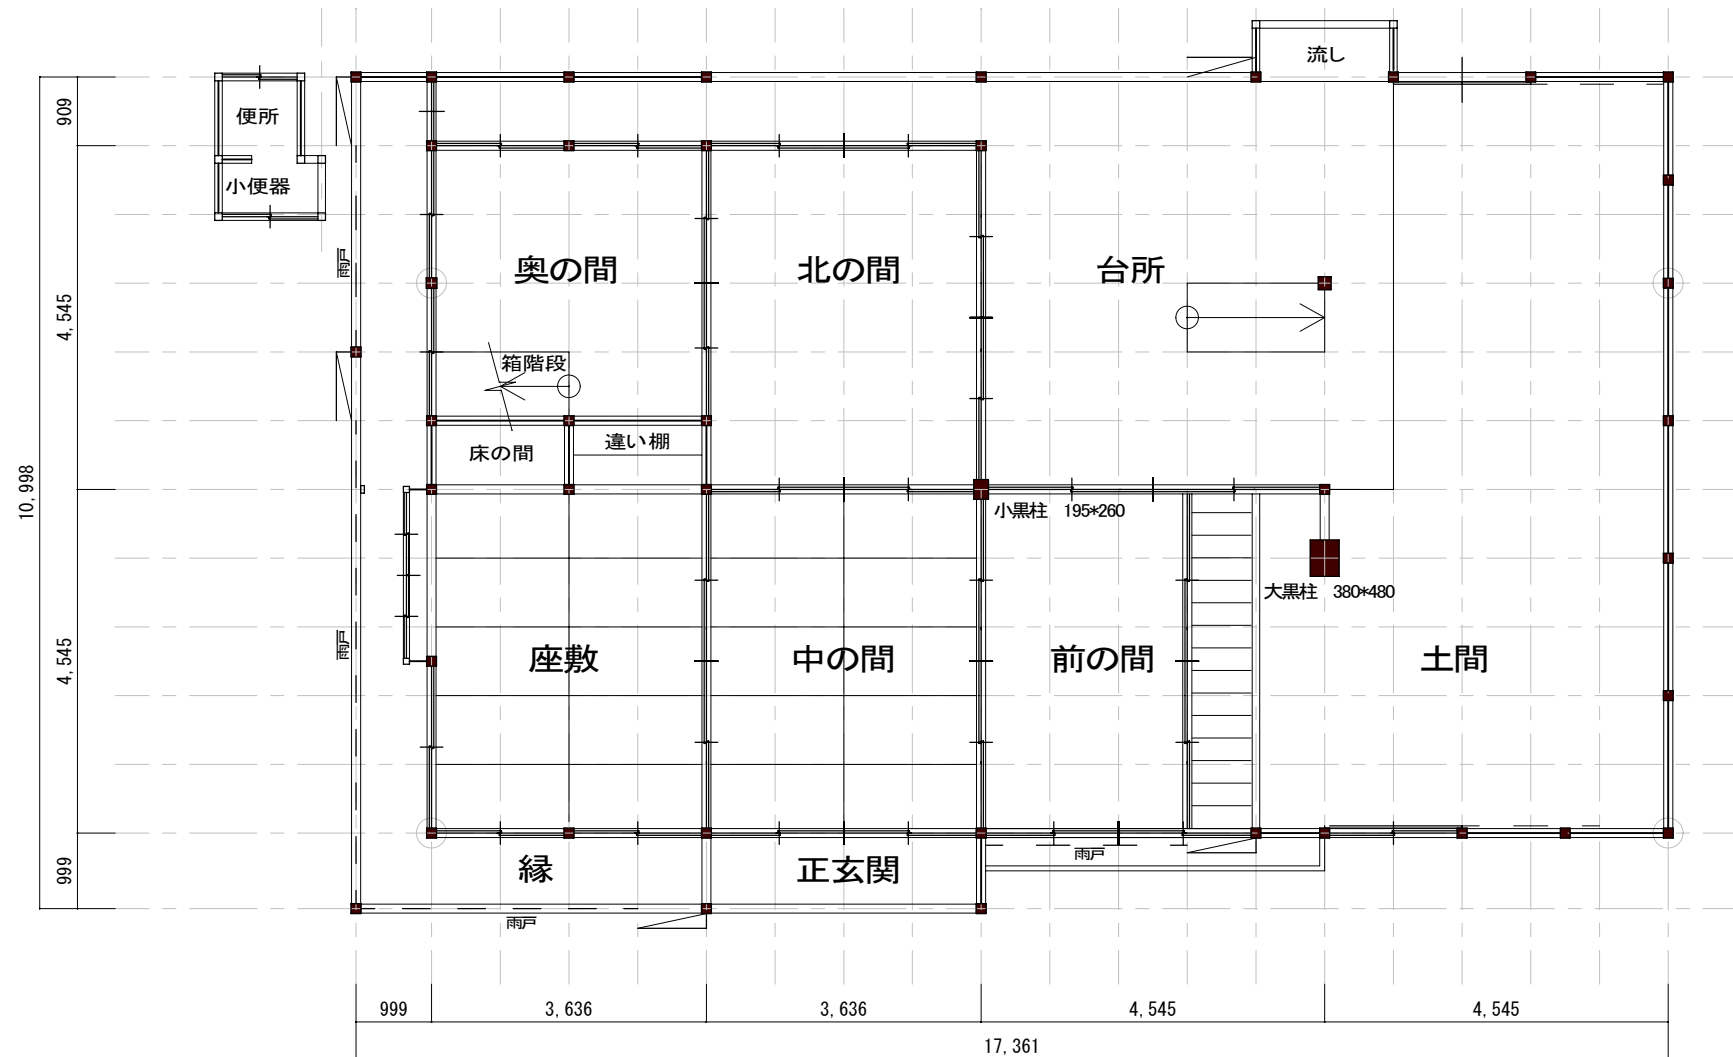 流し
便所
小便器
909
雨戸
奥の間
北の間
台所
4,545
箱階段
床の間
違い棚
10,998
小黒柱 195*260
大黒柱 380*480
雨戸
座敷
中の間
前の間
土間
4,545
雨戸
縁
正玄関
999
雨戸
999
3,636
3,636
4,545
4,545
17,361